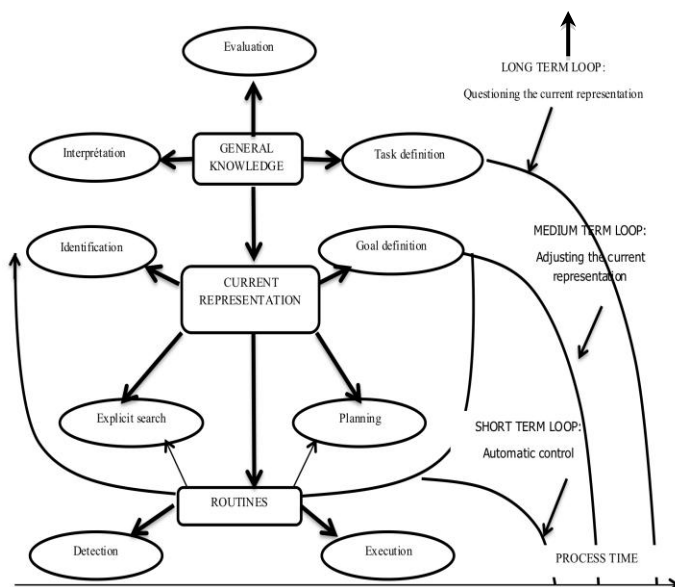 Evaluation
LONG TERM LOOP:
Questioning the current representation
Interprétation
GENERAL
KNOWLEDGE
Task definition
Identification
Goal definition
MEDIUM TERM LOOP:
Adjusting the current
representation
CURRENT
REPRESENTATION
Explicit search
Planning
SHORT TERM LOOP:
Automatic control
ROUTINES
Detection
Execution
PROCESS TIME